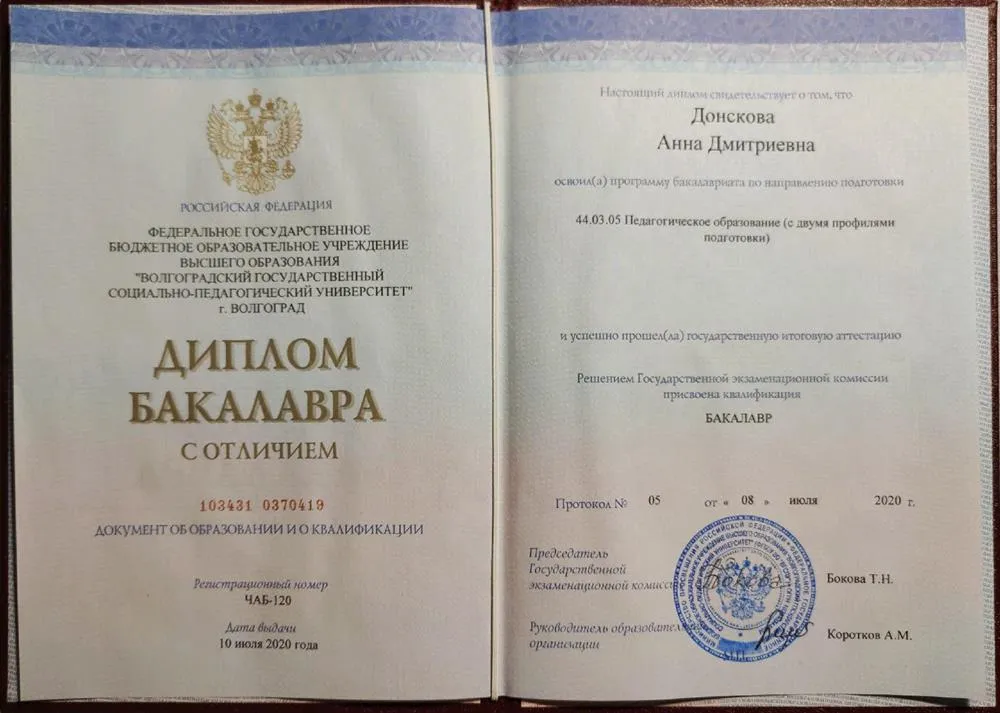 РОССИЙСКАЯ ФЕДЕРАЦИЯ
ФЕДЕРАЛЬНОЕ ГОСУДАРСТВЕННОЕ
БЮДЖЕТНОЕ ОБРАЗОВАТЕЛЬНОЕ УЧРЕЖДЕНИЕ
ВЫСШЕГО ОБРАЗОВАНИЯ
"ВОЛГОГРАДСКИЙ ГОСУДАРСТВЕННЫЙ
СОЦИАЛЬНО-ПЕДАГОГИЧЕСКИЙ УНИВЕРСИТЕТ"
г. ВОЛГОГРАД
ДИПЛОМ
БАКАЛАВРА
С ОТЛИЧИЕМ
103431 0370419
ДОКУМЕНТ ОБ ОБРАЗОВАНИИ И О КВАЛИФИКАЦИИ
Регистрационный номер
ЧАБ-120
Дата выдачи
10 июля 2020 года
Настоящий диплом свидетельствует о том, что
Донскова
Анна Дмитриевна
освоил(а) программу бакалавриата по направлению подготовки
44.03.05 Педагогическое образование (с двумя профилями
подготовки)
и успешно прошел(ла) государственную итоговую аттестацию
Решением Государственной экзаменационной комиссии
присвоена квалификация
БАКАЛАВР
Протокол № 05 от « 08 » июля 2020 г.
Председатель
Государственной
экзаменационной комисс
Бокова Т.Н.
Руководитель образовател
организации
Коротков А.М.